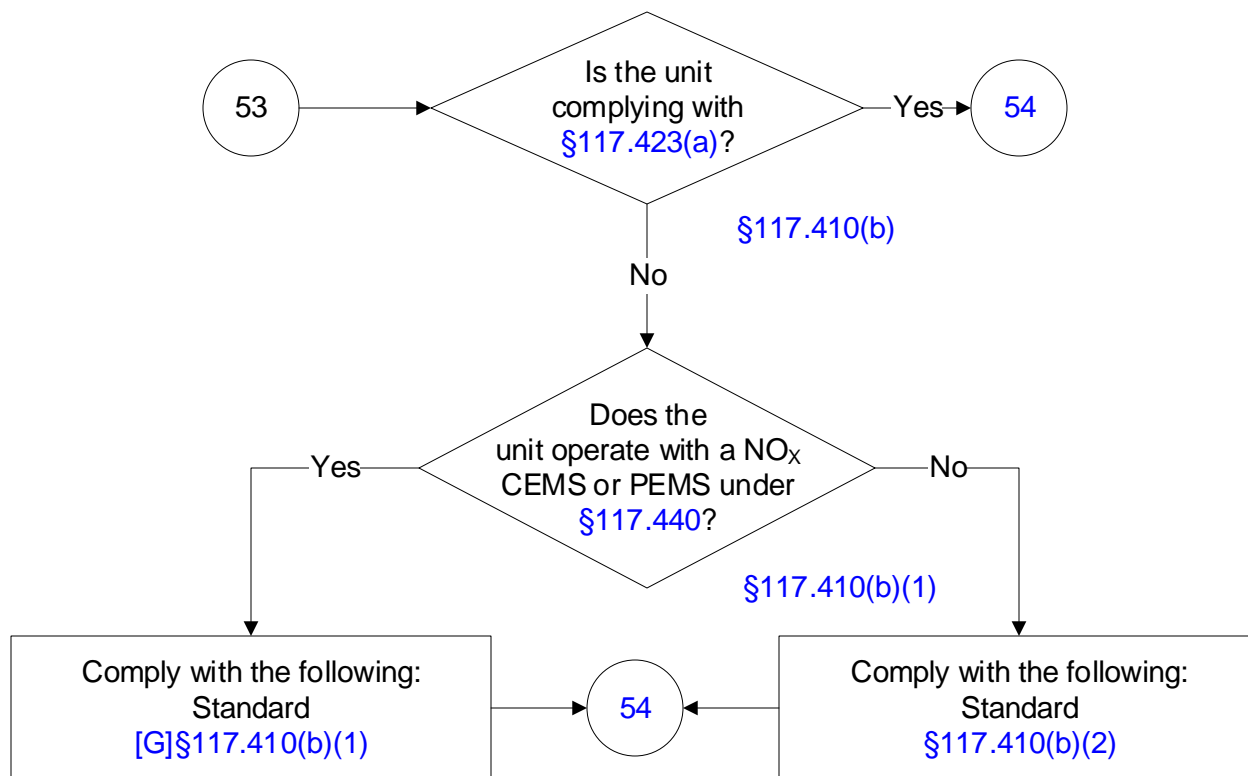 53
Is the unit
complying with
§117.423(a)?
Yes
54
§117.410(b)
No
Does the
unit operate with a NOX
CEMS or PEMS under
§117.440?
Yes
No
§117.410(b)(1)
Comply with the following:
Standard
[G]§117.410(b)(1)
54
Comply with the following:
Standard
§117.410(b)(2)